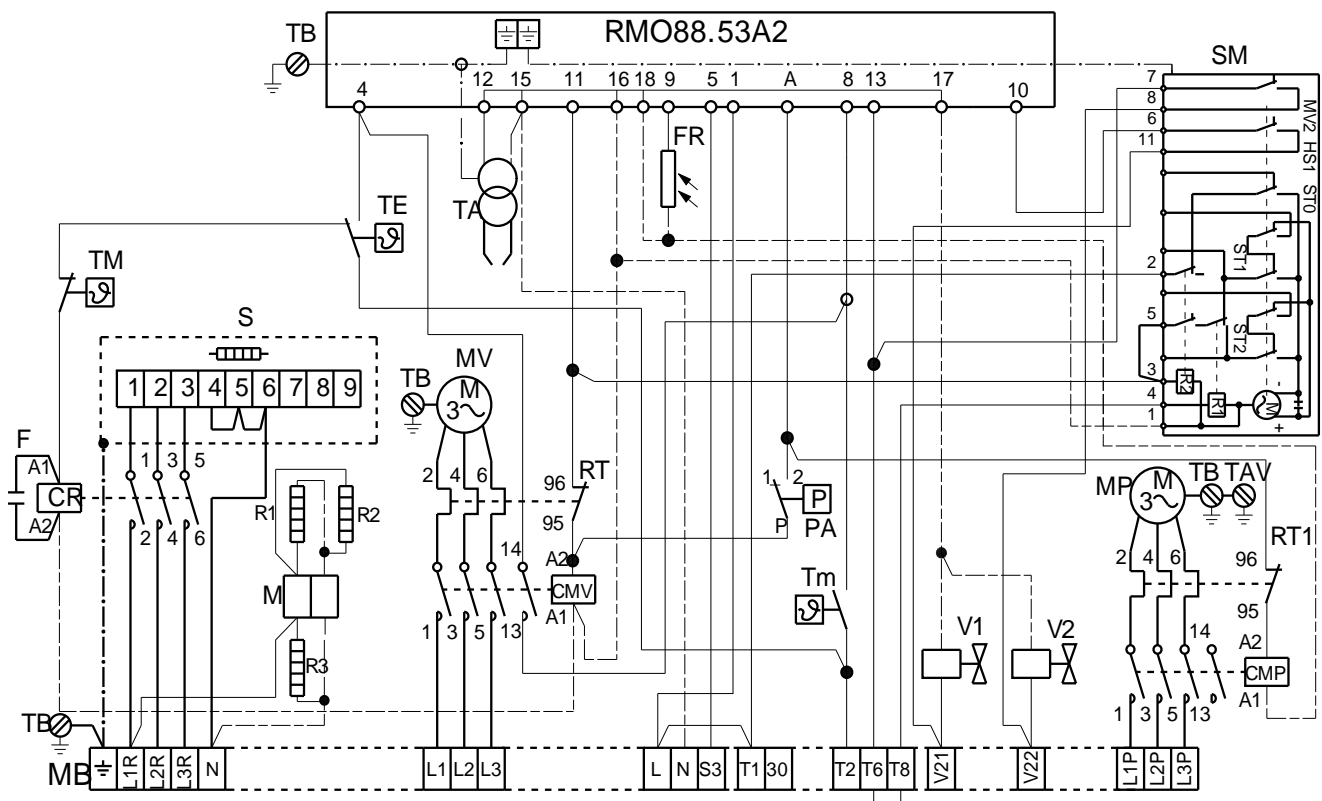 RMO88.53A2
TB
SM
4 12 15 11 16 18 9 5 1 A 8 13 17 10
7
8
6
11
2
5
3
4
1
MV2 HS1 ST0
ST1
ST2
R2
R1
M
- +
FR
TA
TE
ϑ
TM
ϑ
S
1 2 3 4 5 6 7 8 9
MV
TB
M
3~
F
A1
CR
A2
1 3 5
2 4 6
R1
R2
M
R3
2 4 6
96
RT
95
14
A2
CMV
A1
1 3 5 13
1 2
P
P
PA
Tm
ϑ
V1
V2
MP
M
3~
TB TAV
2 4 6
96
RT1
95
14
A2
CMP
A1
1 3 5 13
TB
MB
L1R L2R L3R N
L1 L2 L3
L N S3 T1 30 T2 T6 T8
V21
V22
L1P L2P L3P